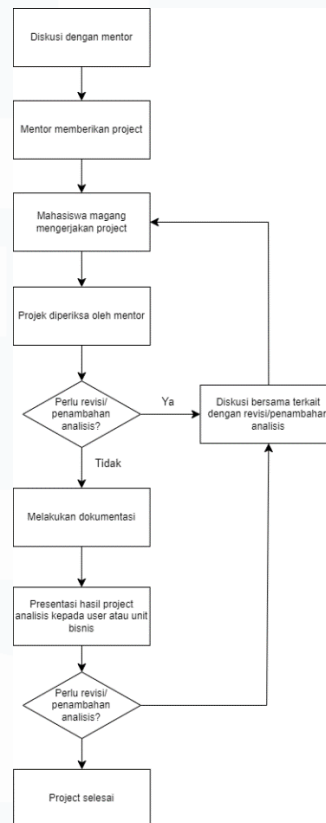 Diskusi dengan mentor
Mentor memberikan project
Mahasiswa magang
mengerjakan project
Projek diperiksa oleh mentor
Perlu revisi/
penambahan
analisis?
Ya
Diskusi bersama terkait
dengan revisi/penambahan
analisis
Tidak
Melakukan dokumentasi
Presentasi hasil project
analisis kepada user atau unit
bisnis
Perlu revisi/
penambahan
analisis?
Project selesai